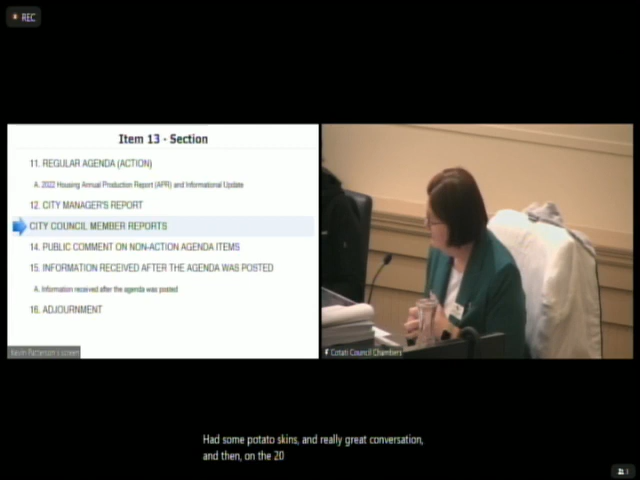 REC
Item 13 - Section
11. REGULAR AGENDA (ACTION)
A. 2022 Housing Annual Production Report (APR) and Informational Update
12. CITY MANAGER'S REPORT
CITY COUNCIL MEMBER REPORTS
14. PUBLIC COMMENT ON NON-ACTION AGENDA ITEMS
15. INFORMATION RECEIVED AFTER THE AGENDA WAS POSTED
A. Information received after the agenda was posted
16. ADJOURNMENT
Kevin Patterson's screen
Cotati Council Chambers
Had some potato skins, and really great conversation,
and then, on the 20